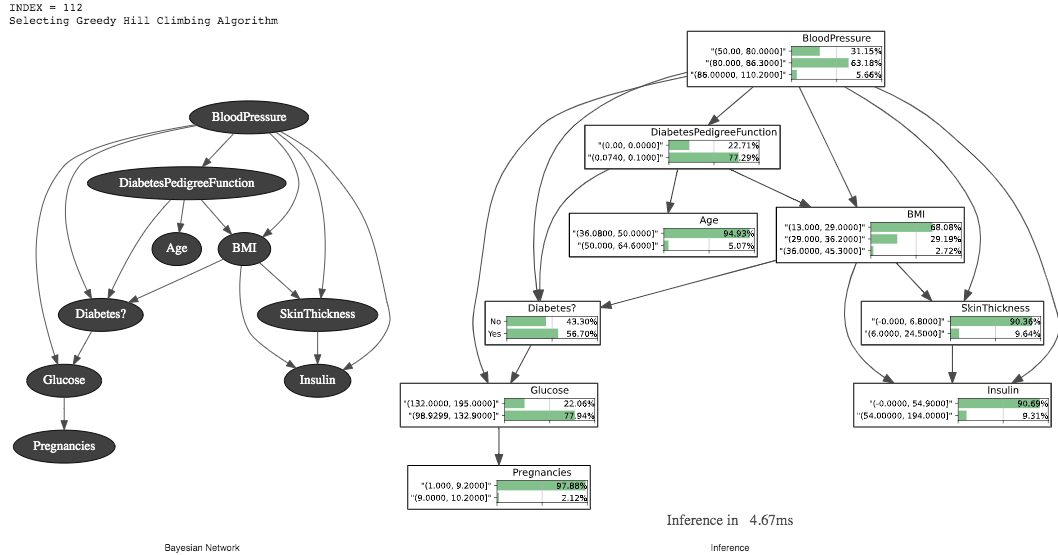 INDEX = 112
Selecting Greedy Hill Climbing Algorithm
BloodPressure
DiabetesPedigreeFunction
Age
BMI
Diabetes?
SkinThickness
Glucose
Insulin
Pregnancies
Bayesian Network
BloodPressure
"(50.00, 80.0000]" 31.15%
"(80.000, 86.3000]" 63.18%
"(86.00000, 110.2000]" 5.66%
DiabetesPedigreeFunction
"(0.00, 0.0000]" 22.71%
"(0.0740, 0.1000]" 77.29%
Age
"(36.0800, 50.0000]" 94.93%
"(50.000, 64.6000]" 5.07%
BMI
"(13.000, 29.0000]" 68.08%
"(29.000, 36.2000]" 29.19%
"(36.0000, 45.3000]" 2.72%
Diabetes?
No 43.30%
Yes 56.70%
SkinThickness
"(-0.000, 6.8000]" 90.36%
"(6.0000, 24.5000]" 9.64%
Glucose
"(132.0000, 195.0000]" 22.06%
"(98.9299, 132.9000]" 77.94%
Insulin
"(-0.0000, 54.9000]" 90.69%
"(54.00000, 194.0000]" 9.31%
Pregnancies
"(1.000, 9.2000]" 97.88%
"(9.0000, 10.2000]" 2.12%
Inference in 4.67ms
Inference